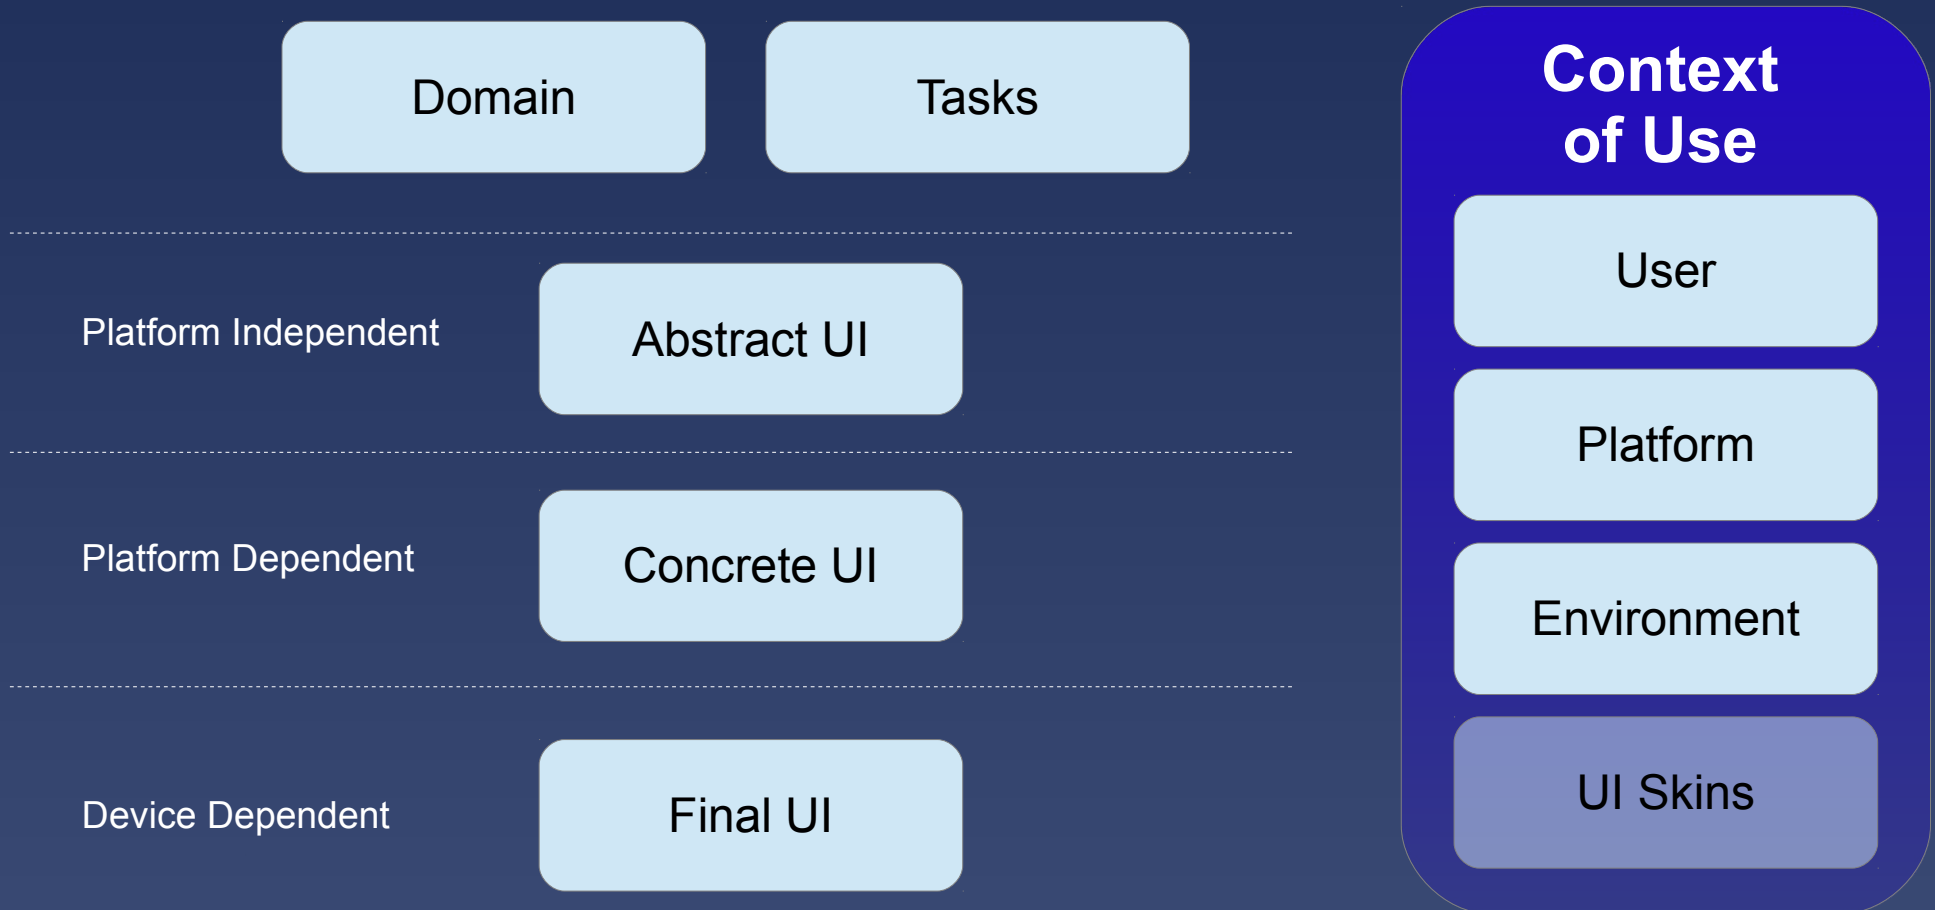 Domain
Tasks
Platform Independent
Abstract UI
Platform Dependent
Concrete UI
Device Dependent
Final UI
Context
of Use
User
Platform
Environment
UI Skins